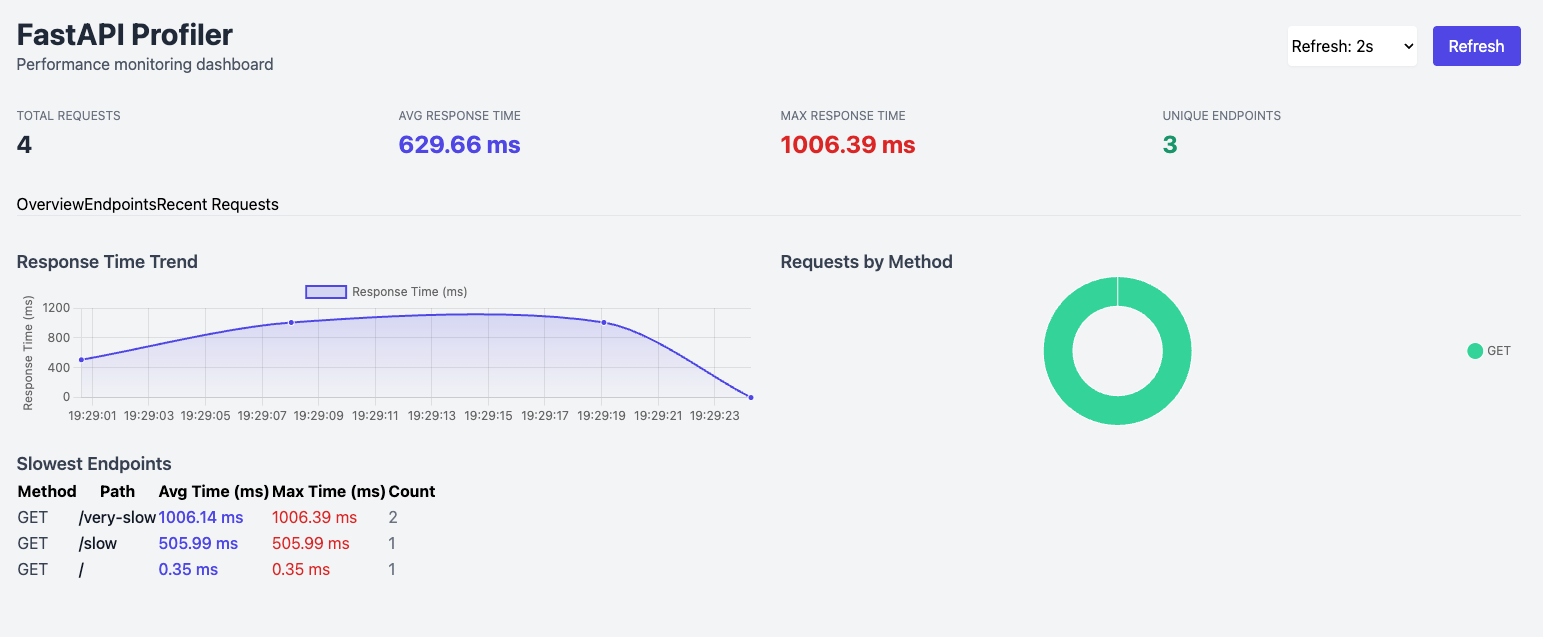 FastAPI Profiler
Performance monitoring dashboard
Refresh: 2s
Refresh
TOTAL REQUESTS
4
AVG RESPONSE TIME
629.66 ms
MAX RESPONSE TIME
1006.39 ms
UNIQUE ENDPOINTS
3
OverviewEndpointsRecent Requests
Response Time Trend
Response Time (ms)
Response Time (ms)
1200
800
400
0
19:29:01 19:29:03 19:29:05 19:29:07 19:29:09 19:29:11 19:29:13 19:29:15 19:29:17 19:29:19 19:29:21 19:29:23
Requests by Method
GET
Slowest Endpoints
Method Path Avg Time (ms) Max Time (ms) Count
GET /very-slow 1006.14 ms 1006.39 ms 2
GET /slow 505.99 ms 505.99 ms 1
GET / 0.35 ms 0.35 ms 1